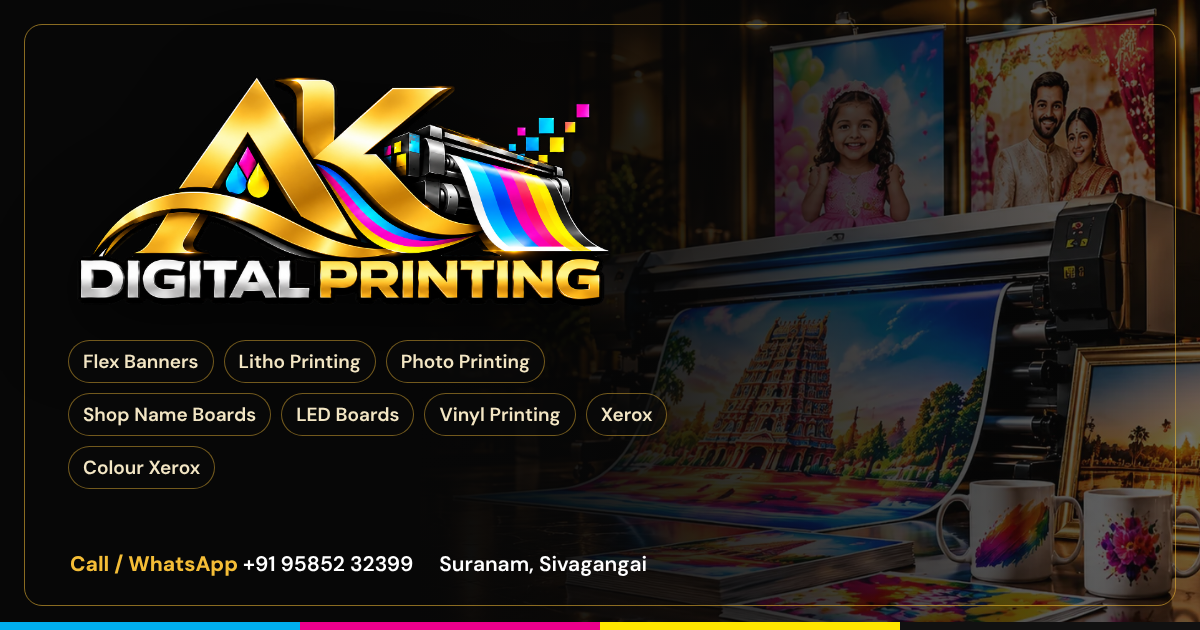 AK
DIGITAL PRINTING
Flex Banners Litho Printing Photo Printing
Shop Name Boards LED Boards Vinyl Printing Xerox
Colour Xerox
Call / WhatsApp +91 95852 32399 Suranam, Sivagangai